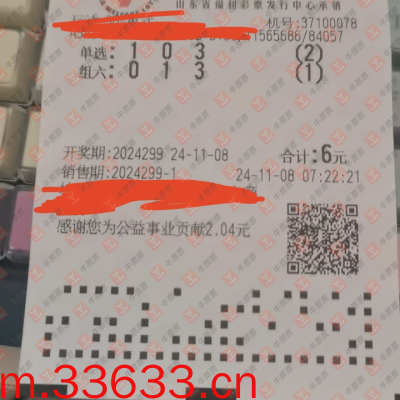 山东省福利彩票发行中心承销
机号:37100078
1565686/84057
单选: 1 0 3 (2)
组六: 0 1 3 (1)
开奖期:2024299 24-11-08 合计:6元
销售期:2024299-1 24-11-08 07:22:21
感谢您为公益事业贡献2.04元
m.33633.cn